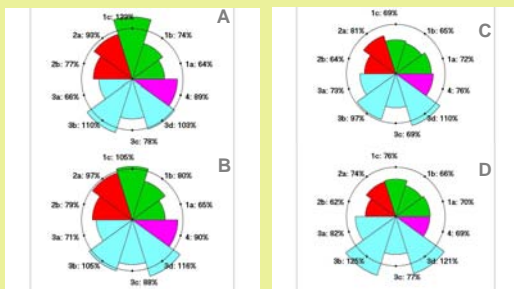 A
1c: 123%
2a: 93%
1b: 74%
2b: 77%
1a: 64%
3a: 66%
4: 89%
3b: 110%
3d: 103%
3c: 78%
B
1c: 105%
2a: 97%
1b: 80%
2b: 79%
1a: 65%
3a: 71%
4: 90%
3b: 105%
3d: 116%
3c: 88%
C
1c: 69%
2a: 81%
1b: 65%
2b: 64%
1a: 72%
3a: 73%
4: 76%
3b: 97%
3d: 110%
3c: 69%
D
1c: 76%
2a: 74%
1b: 66%
2b: 62%
1a: 70%
3a: 82%
4: 69%
3b: 125%
3d: 121%
3c: 77%